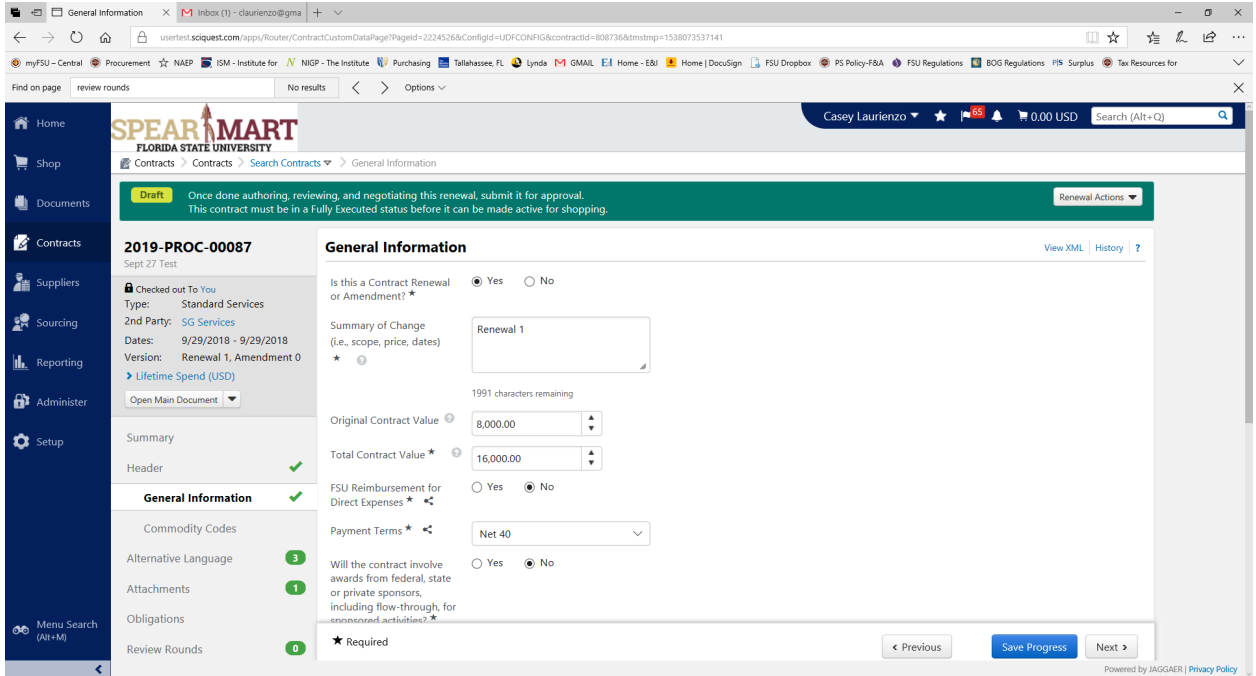 General Information
Inbox (1) - claurienzo@gma
usertest.sciquest.com/apps/Router/ContractCustomDataPage?PageId=2224526&ConfigId=UDFCONFIG&contractid=808736&tmstmp=1538073537141
myFSU – Central
Procurement
NAEP
ISM - Institute for
NIGP - The Institute
Purchasing
Tallahassee, FL
Lynda
GMAIL
Home - E&I
Home | DocuSign
FSU Dropbox
PS Policy-F&A
FSU Regulations
BOG Regulations
Surplus
Tax Resources for
Find on page
review rounds
No results
Options
SPEAR MART
FLORIDA STATE UNIVERSITY
Casey Laurienzo
65
0.00 USD
Search (Alt+Q)
Home
Shop
Documents
Contracts
Suppliers
Sourcing
Reporting
Administer
Setup
Menu Search
(Alt+M)
Contracts > Contracts > Search Contracts > General Information
Draft
Once done authoring, reviewing, and negotiating this renewal, submit it for approval.
This contract must be in a Fully Executed status before it can be made active for shopping.
Renewal Actions
2019-PROC-00087
Sept 27 Test
Checked out To You
Type: Standard Services
2nd Party: SG Services
Dates: 9/29/2018 - 9/29/2018
Version: Renewal 1, Amendment 0
Lifetime Spend (USD)
Open Main Document
Summary
Header
General Information
Commodity Codes
Alternative Language 3
Attachments 1
Obligations
Review Rounds 0
General Information
View XML | History | ?
Is this a Contract Renewal
or Amendment? ★
Yes
No
Summary of Change
(i.e., scope, price, dates)
★ ?
Renewal 1
1991 characters remaining
Original Contract Value ?
8,000.00
Total Contract Value ★ ?
16,000.00
FSU Reimbursement for
Direct Expenses ★
Yes
No
Payment Terms ★
Net 40
Will the contract involve
awards from federal, state
or private sponsors,
including flow-through, for
sponsored activities? ★
Yes
No
★ Required
‹ Previous
Save Progress
Next ›
Powered by JAGGAER | Privacy Policy